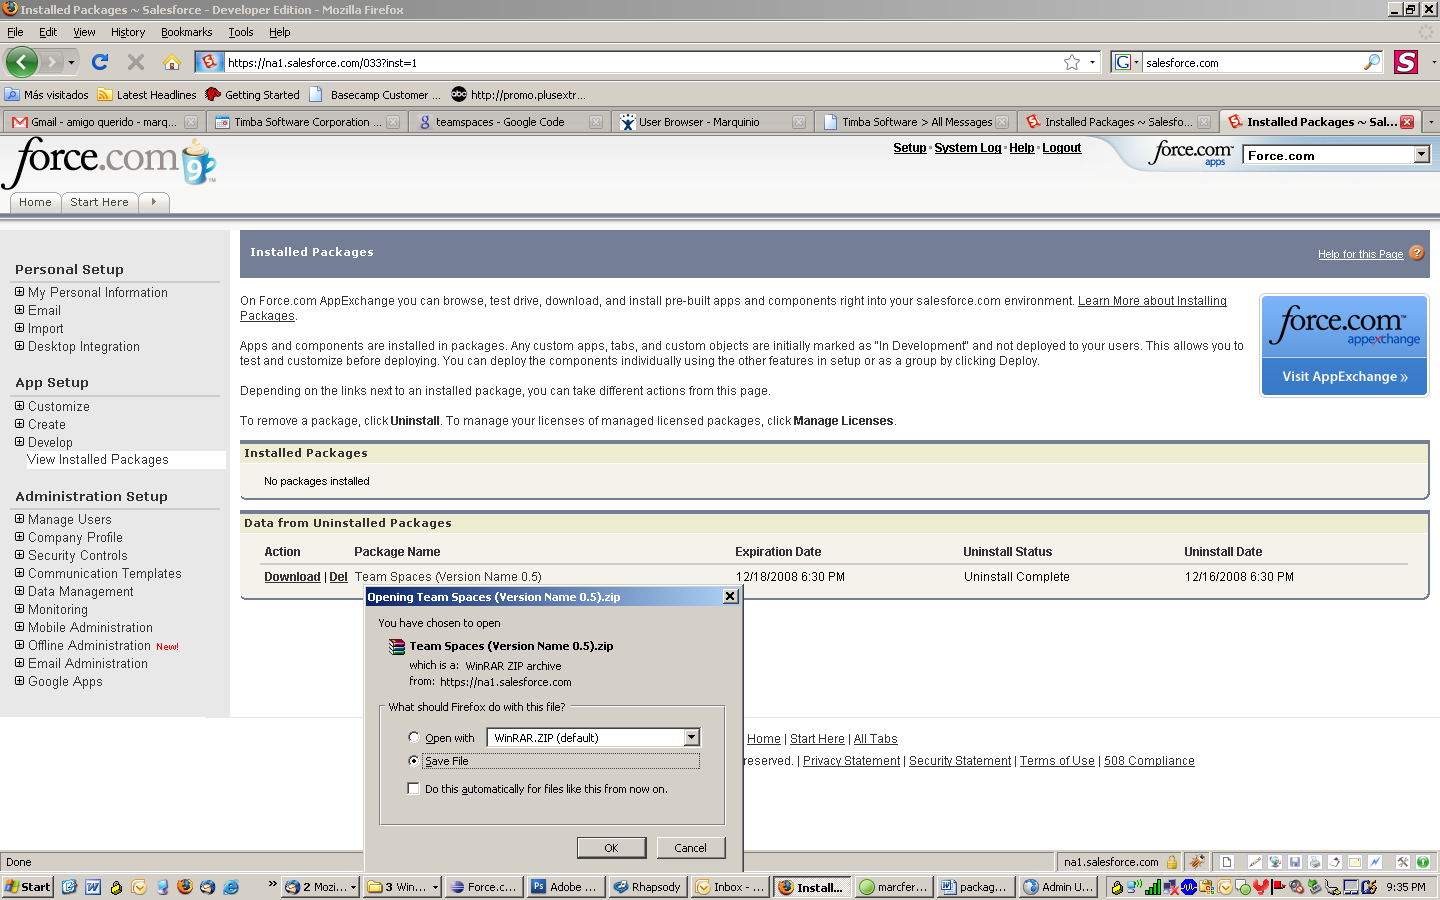 Installed Packages ~ Salesforce - Developer Edition - Mozilla Firefox
File Edit View History Bookmarks Tools Help
https://na1.salesforce.com/033?inst=1
G
salesforce.com
S
Más visitados Latest Headlines Getting Started Basecamp Customer ... abc http://promo.plusextr...
Gmail - amigo querido - marq... Timba Software Corporation ... teamspaces - Google Code User Browser - Marquinio Timba Software > All Messages Installed Packages ~ Salesfo... Installed Packages ~ Sal...
force.com 9 ™
Setup · System Log · Help · Logout
force.com apps
Force.com
Home Start Here
Personal Setup
My Personal Information
Email
Import
Desktop Integration
App Setup
Customize
Create
Develop
View Installed Packages
Administration Setup
Manage Users
Company Profile
Security Controls
Communication Templates
Data Management
Monitoring
Mobile Administration
Offline Administration New!
Email Administration
Google Apps
Installed Packages
Help for this Page ?
On Force.com AppExchange you can browse, test drive, download, and install pre-built apps and components right into your salesforce.com environment. Learn More about Installing
Packages.
Apps and components are installed in packages. Any custom apps, tabs, and custom objects are initially marked as "In Development" and not deployed to your users. This allows you to
test and customize before deploying. You can deploy the components individually using the other features in setup or as a group by clicking Deploy.
Depending on the links next to an installed package, you can take different actions from this page.
To remove a package, click Uninstall. To manage your licenses of managed licensed packages, click Manage Licenses.
force.com™
appexchange
Visit AppExchange »
Installed Packages
No packages installed
Data from Uninstalled Packages
Action Package Name Expiration Date Uninstall Status Uninstall Date
Download | Del Team Spaces (Version Name 0.5) 12/18/2008 6:30 PM Uninstall Complete 12/16/2008 6:30 PM
Opening Team Spaces (Version Name 0.5).zip
You have chosen to open
Team Spaces (Version Name 0.5).zip
which is a: WinRAR ZIP archive
from: https://na1.salesforce.com
What should Firefox do with this file?
Open with WinRAR.ZIP (default)
Save File
Do this automatically for files like this from now on.
OK Cancel
Home | Start Here | All Tabs
reserved. | Privacy Statement | Security Statement | Terms of Use | 508 Compliance
Done
na1.salesforce.com
Start
2 Mozi... 3 Win... Force.c... Adobe ... Rhapsody Inbox - ... Install... marcfer... packag... Admin U...
9:35 PM